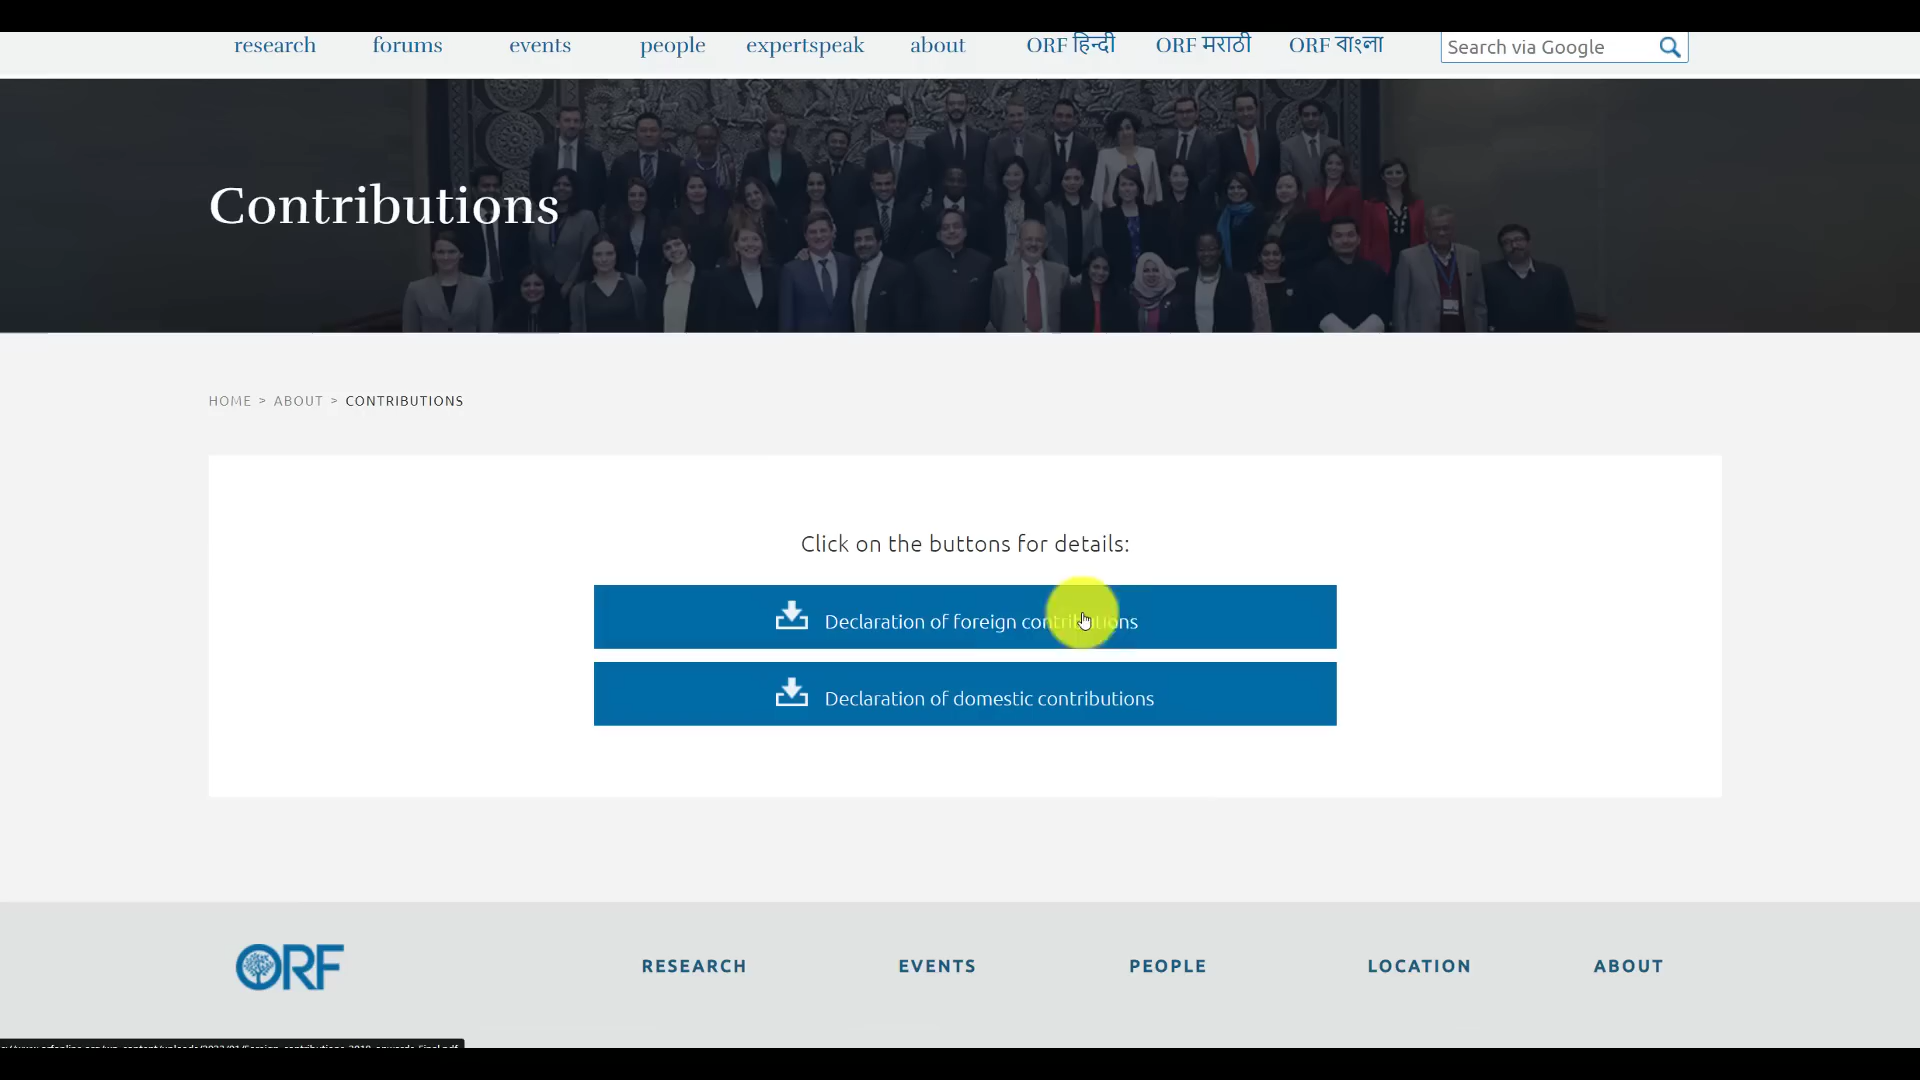 research forums events people expertspeak about ORF हिन्दी ORF मराठी ORF বাংলা Search via Google
Contributions
HOME > ABOUT > CONTRIBUTIONS
Click on the buttons for details:
Declaration of foreign contributions
Declaration of domestic contributions
ORF RESEARCH EVENTS PEOPLE LOCATION ABOUT